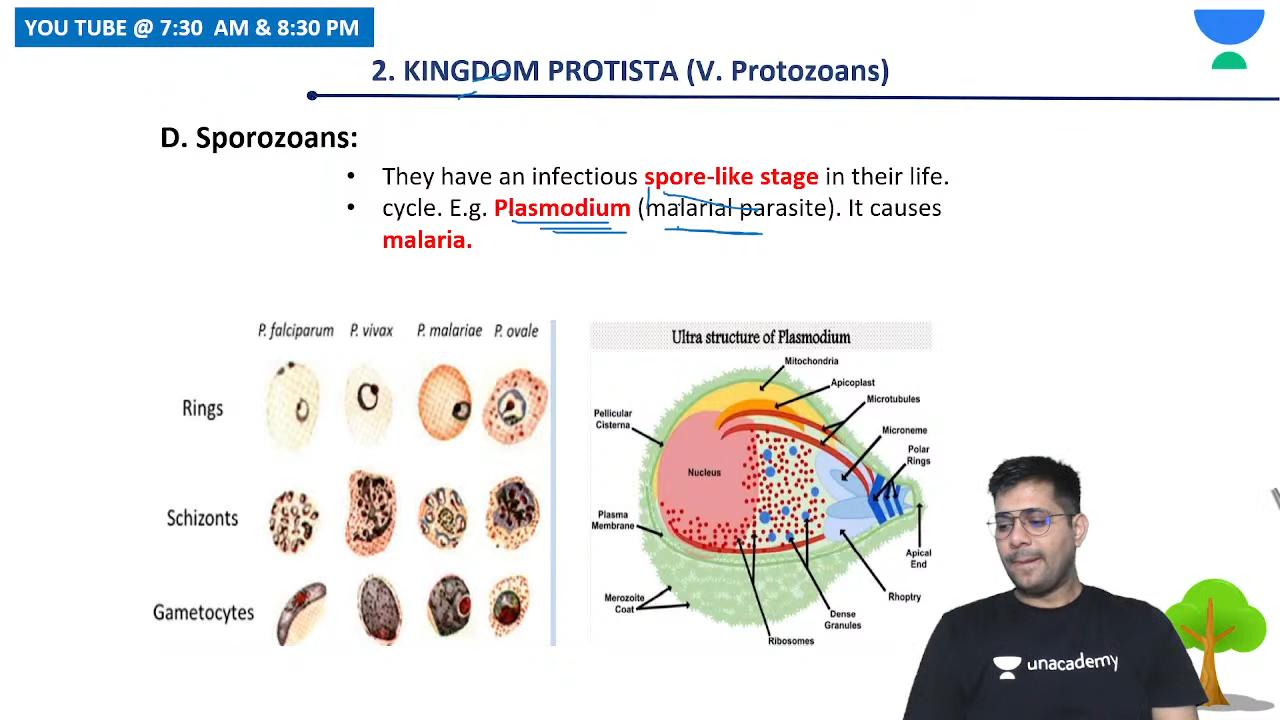 YOU TUBE @ 7:30 AM & 8:30 PM
2. KINGDOM PROTISTA (V. Protozoans)
D. Sporozoans:
• They have an infectious spore-like stage in their life.
• cycle. E.g. Plasmodium (malarial parasite). It causes
malaria.
P. falciparum P. vivax P. malariae P. ovale
Rings
Schizonts
Gametocytes
Ultra structure of Plasmodium
Mitochondria
Apicoplast
Microtubules
Pellicular
Cisterna
Microneme
Polar
Rings
Nucleus
Plasma
Membrane
Apical
End
Merozoite
Coat
Rhoptry
Dense
Granules
Ribosomes
unacademy